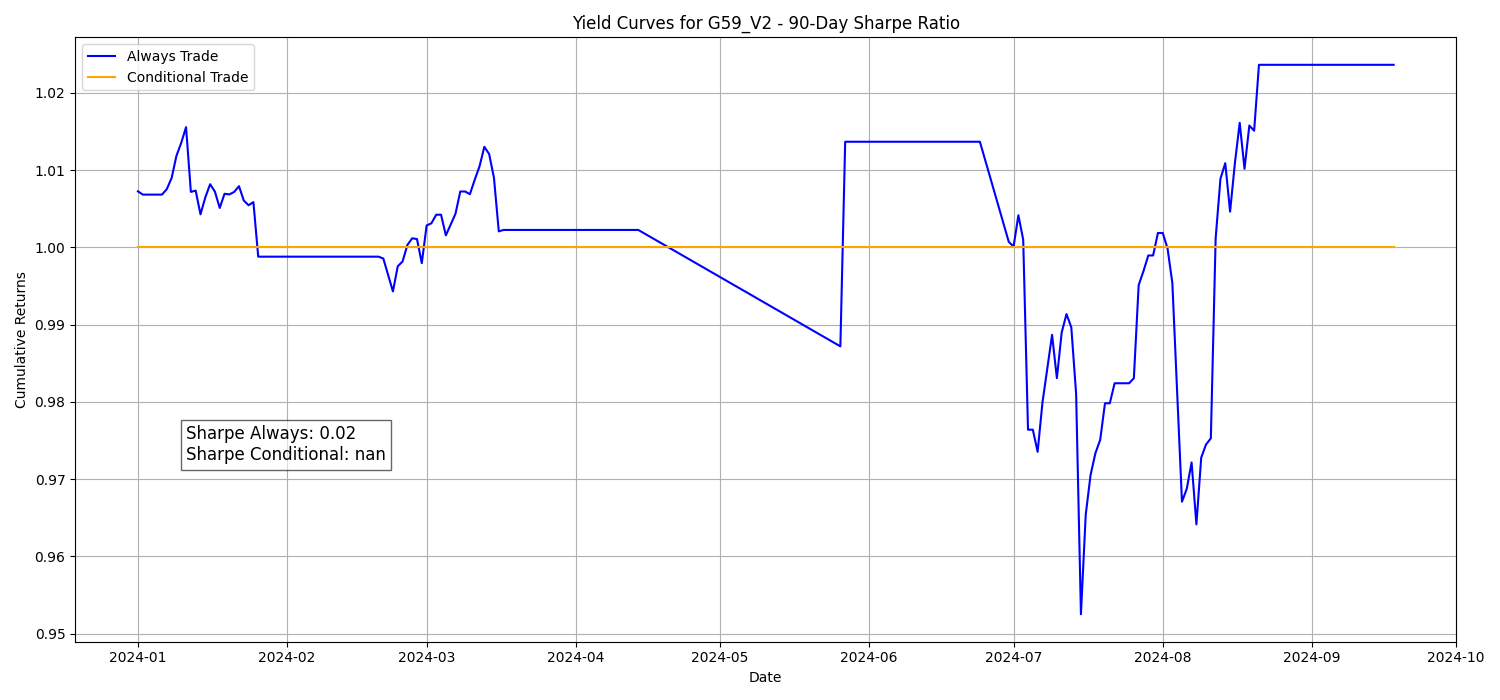 Yield Curves for G59_V2 - 90-Day Sharpe Ratio
Always Trade
Conditional Trade
Cumulative Returns
1.02
1.01
1.00
0.99
0.98
0.97
0.96
0.95
Sharpe Always: 0.02
Sharpe Conditional: nan
2024-01 2024-02 2024-03 2024-04 2024-05 2024-06 2024-07 2024-08 2024-09 2024-10
Date